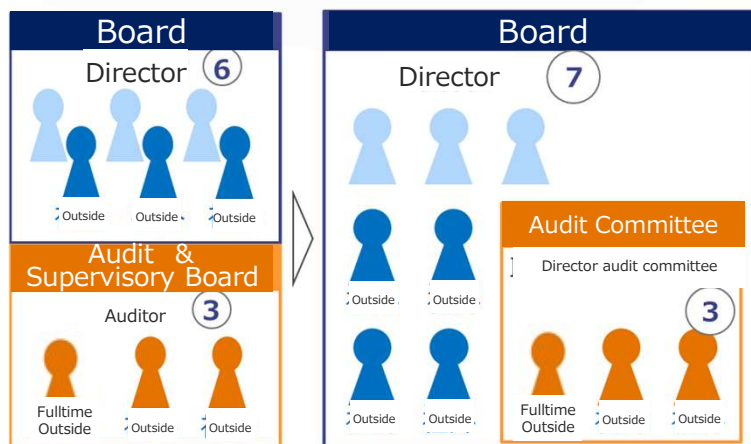 Board
Director 6
Outside Outside Outside
Audit &
Supervisory Board
Auditor 3
Fulltime
Outside Outside Outside
Board
Director 7
Outside Outside
Outside Outside
Audit Committee
Director audit committee
3
Fulltime
Outside Outside Outside